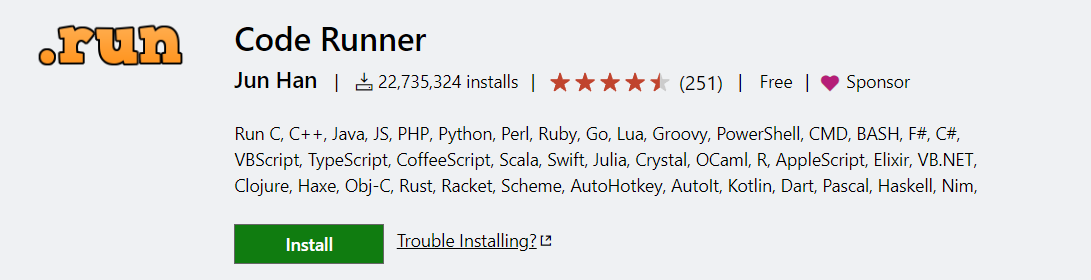 .run
Code Runner
Jun Han | 22,735,324 installs | (251) | Free | Sponsor
Run C, C++, Java, JS, PHP, Python, Perl, Ruby, Go, Lua, Groovy, PowerShell, CMD, BASH, F#, C#,
VBScript, TypeScript, CoffeeScript, Scala, Swift, Julia, Crystal, OCaml, R, AppleScript, Elixir, VB.NET,
Clojure, Haxe, Obj-C, Rust, Racket, Scheme, AutoHotkey, AutoIt, Kotlin, Dart, Pascal, Haskell, Nim,
Install Trouble Installing?